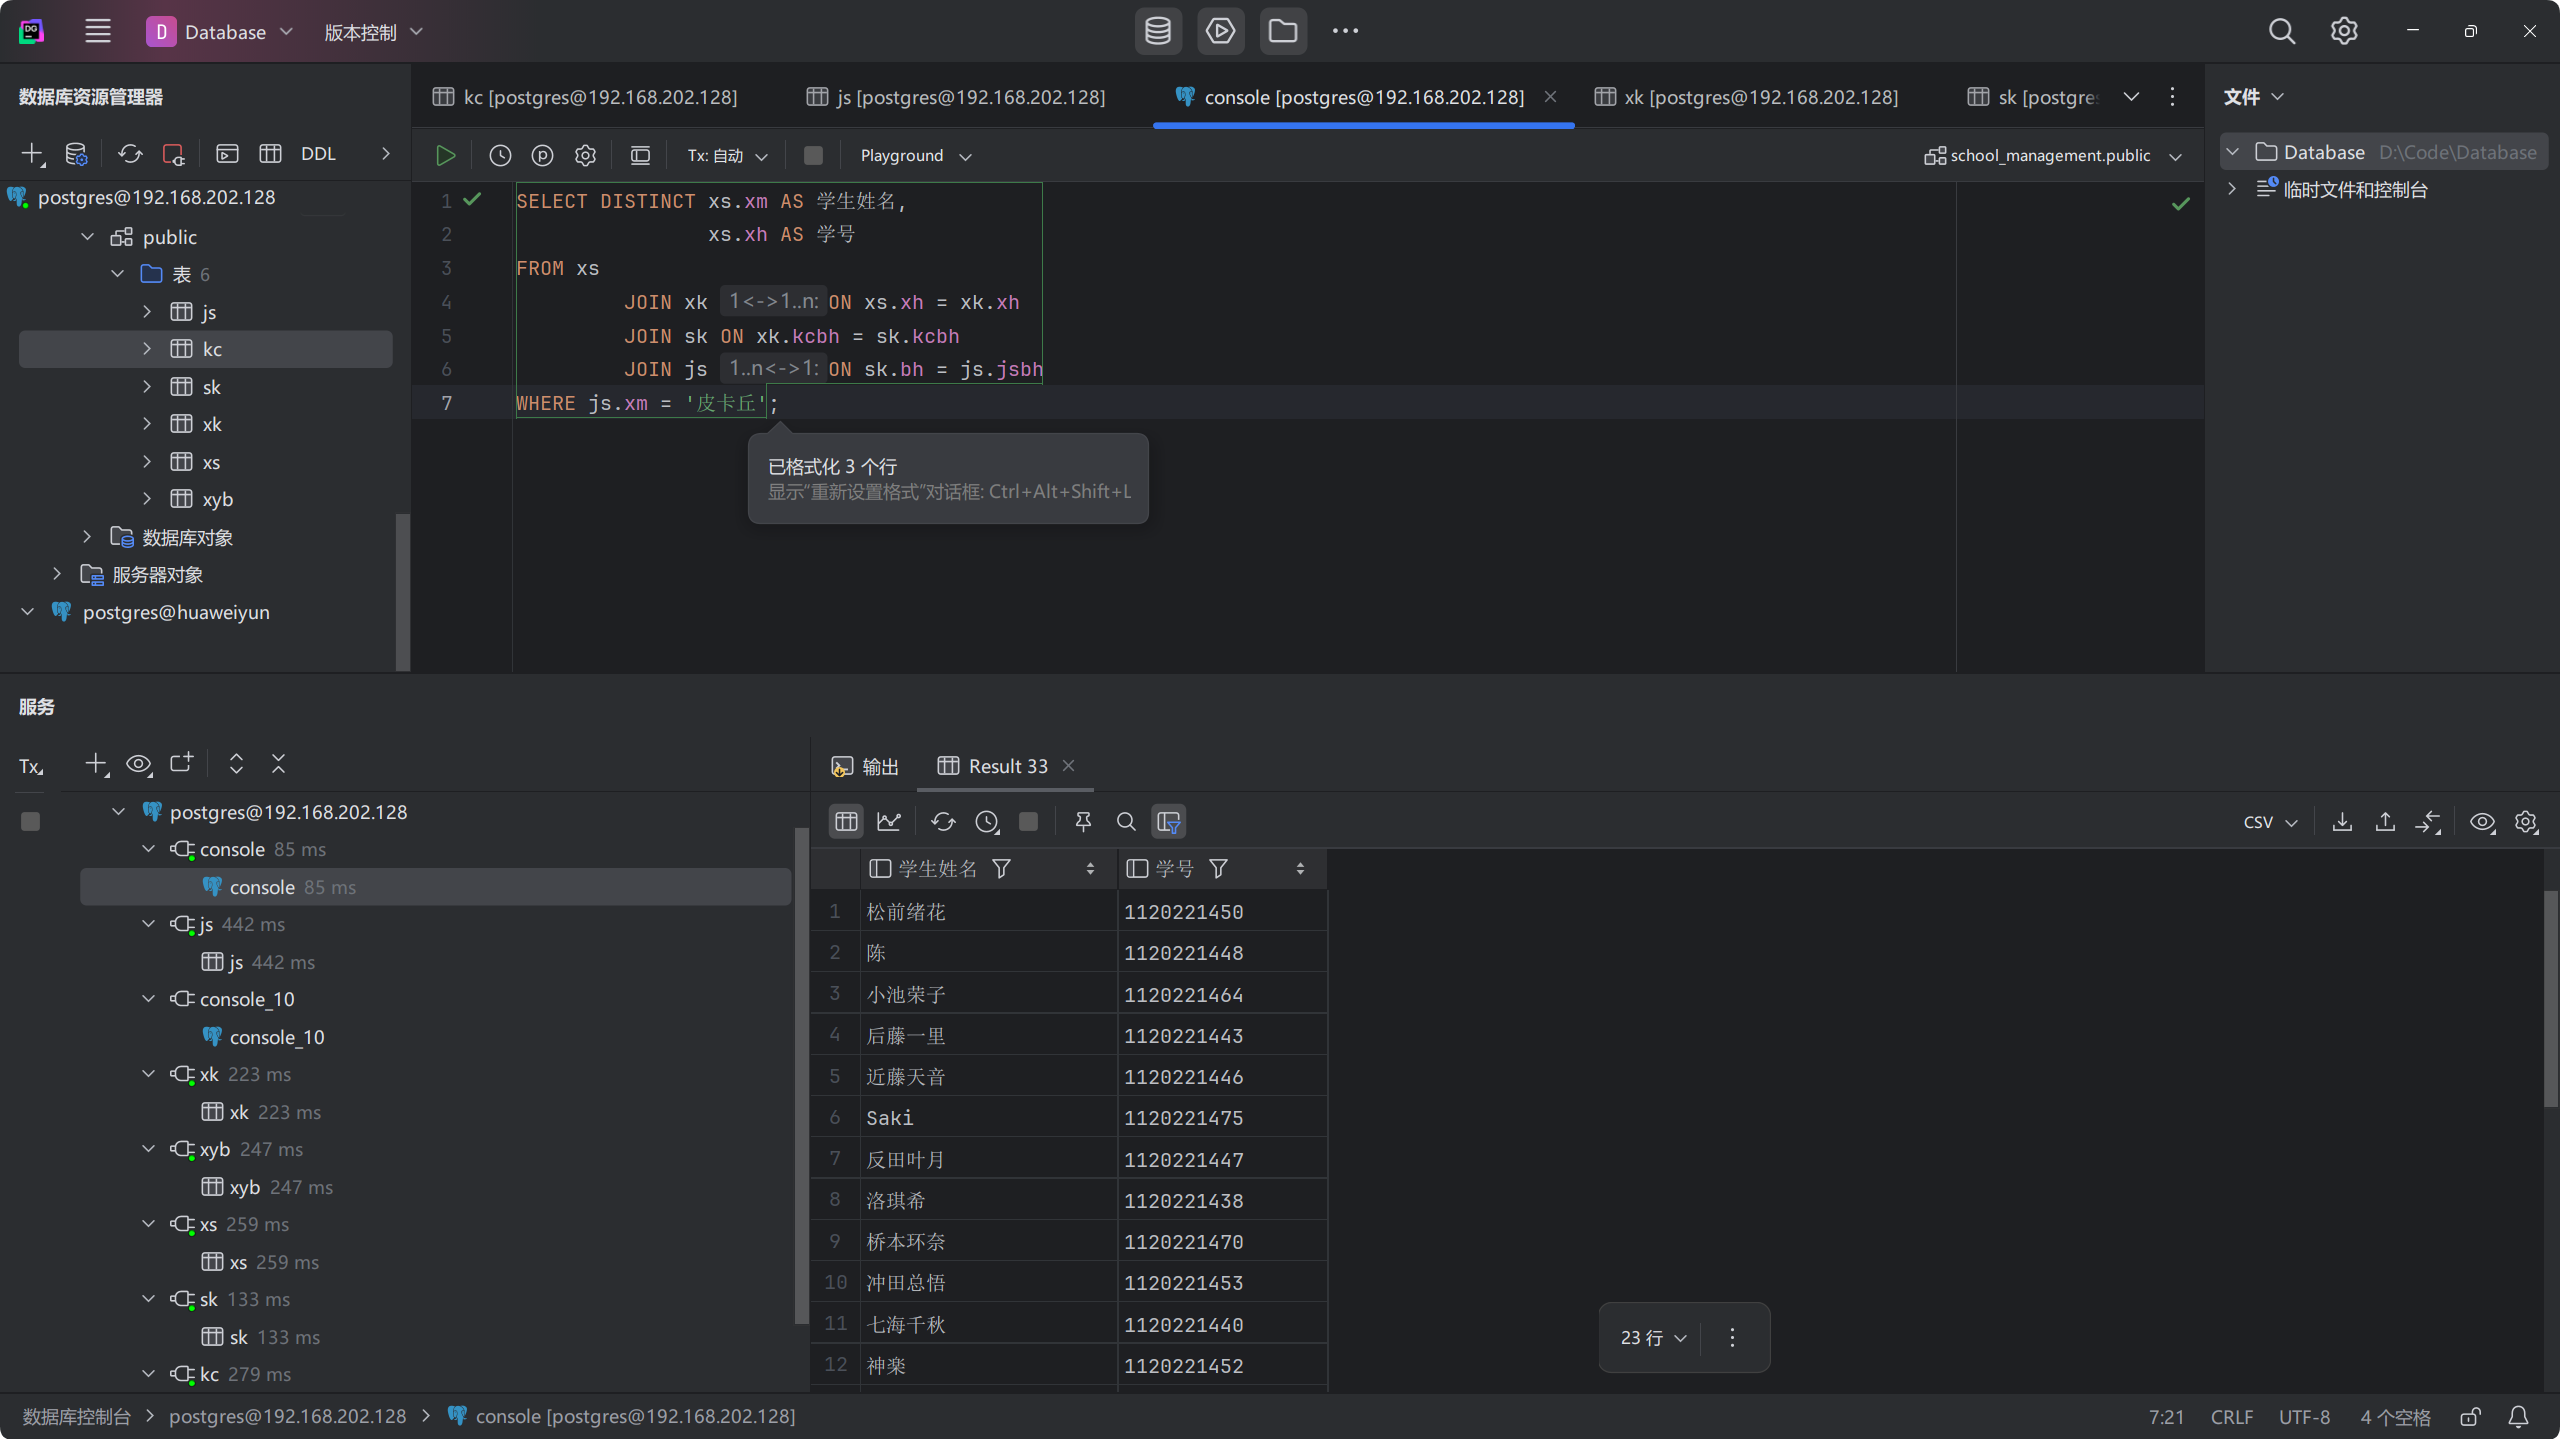 DG
D Database
版本控制
数据库资源管理器
DDL
postgres@192.168.202.128
public
表 6
js
kc
sk
xk
xs
xyb
数据库对象
服务器对象
postgres@huaweiyun
kc [postgres@192.168.202.128]
js [postgres@192.168.202.128]
console [postgres@192.168.202.128]
xk [postgres@192.168.202.128]
sk [postgre
Tx: 自动
Playground
school_management.public
1 SELECT DISTINCT xs.xm AS 学生姓名,
2 xs.xh AS 学号
3 FROM xs
4 JOIN xk 1<->1..n: ON xs.xh = xk.xh
5 JOIN sk ON xk.kcbh = sk.kcbh
6 JOIN js 1..n<->1: ON sk.bh = js.jsbh
7 WHERE js.xm = '皮卡丘';
已格式化 3 个行
显示“重新设置格式”对话框: Ctrl+Alt+Shift+L
文件
Database D:\Code\Database
临时文件和控制台
服务
Tx
postgres@192.168.202.128
console 85 ms
console 85 ms
js 442 ms
js 442 ms
console_10
console_10
xk 223 ms
xk 223 ms
xyb 247 ms
xyb 247 ms
xs 259 ms
xs 259 ms
sk 133 ms
sk 133 ms
kc 279 ms
输出
Result 33
CSV
学生姓名 学号
1 松前绪花 1120221450
2 陈 1120221448
3 小池荣子 1120221464
4 后藤一里 1120221443
5 近藤天音 1120221446
6 Saki 1120221475
7 反田叶月 1120221447
8 洛琪希 1120221438
9 桥本环奈 1120221470
10 冲田总悟 1120221453
11 七海千秋 1120221440
12 神楽 1120221452
23 行
数据库控制台
postgres@192.168.202.128
console [postgres@192.168.202.128]
7:21
CRLF
UTF-8
4 个空格